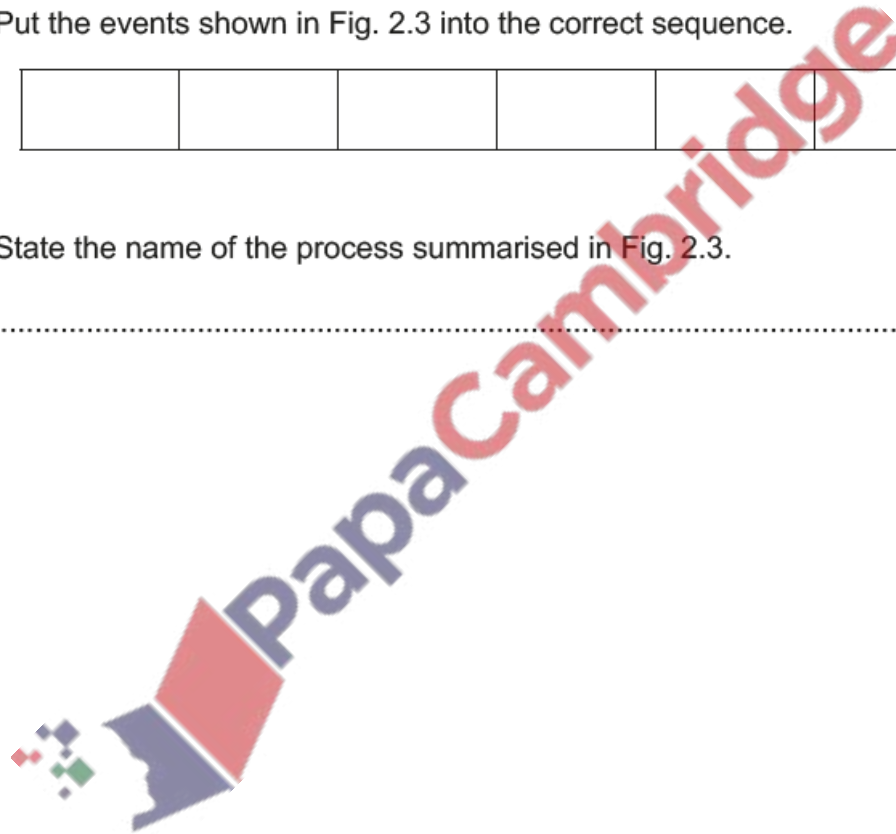 Put the events shown in Fig. 2.3 into the correct sequence.
State the name of the process summarised in Fig. 2.3.
PapaCambridge